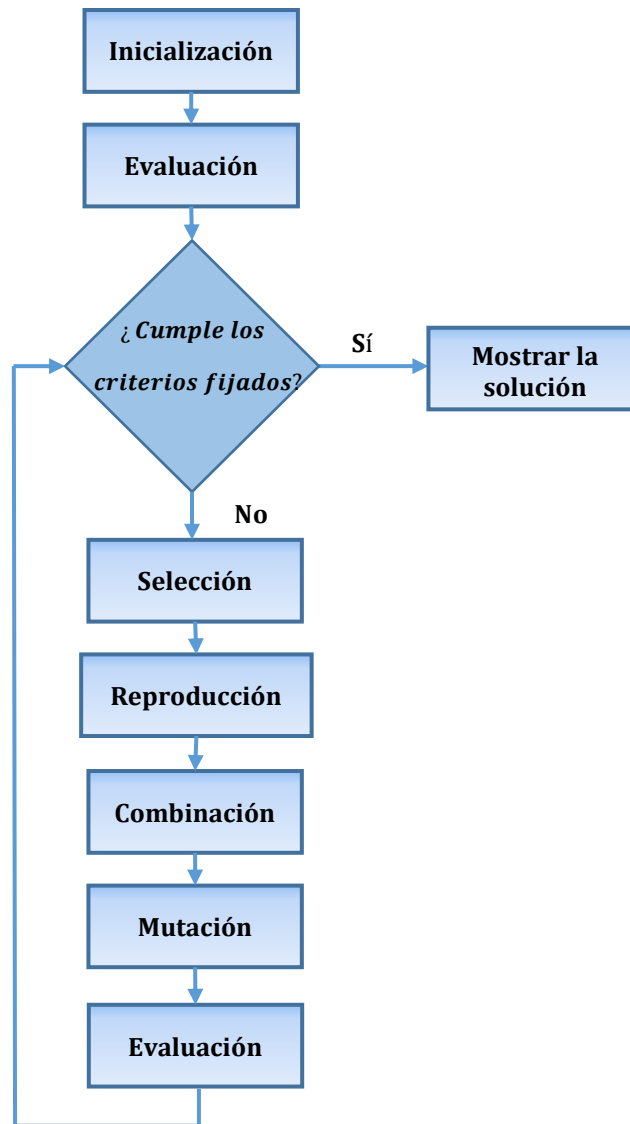 Inicialización
Evaluación
¿Cumple los
criterios fijados?
Sí
Mostrar la
solución
No
Selección
Reproducción
Combinación
Mutación
Evaluación